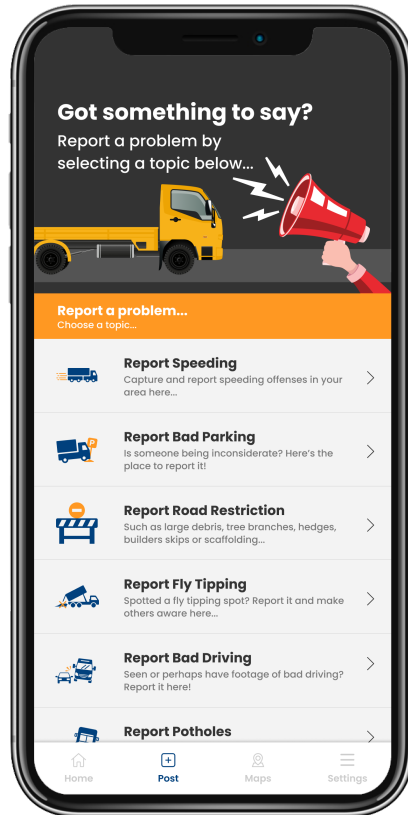 Got something to say?
Report a problem by
selecting a topic below...
Report a problem...
Choose a topic...
Report Speeding
Capture and report speeding offenses in your
area here...
P
Report Bad Parking
Is someone being inconsiderate? Here's the
place to report it!
Report Road Restriction
Such as large debris, tree branches, hedges,
builders skips or scaffolding...
Report Fly Tipping
Spotted a fly tipping spot? Report it and make
others aware here...
Report Bad Driving
Seen or perhaps have footage of bad driving?
Report it here!
Report Potholes
Home Post Maps Settings